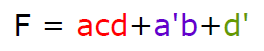 F = acd+a'b+d'